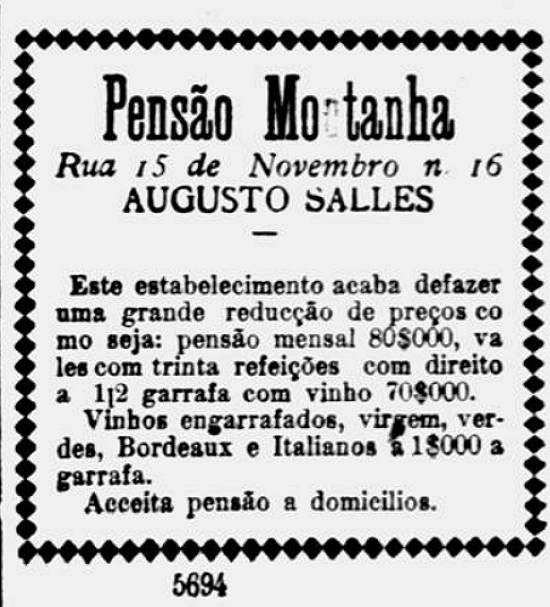 Pensão Montanha
Rua 15 de Novembro n. 16
AUGUSTO SALLES
Este estabelecimento acaba defazer
uma grande reducção de preços co
mo seja: pensão mensal 80$000, va
les com trinta refeições com direito
a 1|2 garrafa com vinho 70$000.
Vinhos engarrafados, virgem, ver-
des, Bordeaux e Italianos á 1$000 a
garrafa.
Acceita pensão a domicilios.
5694